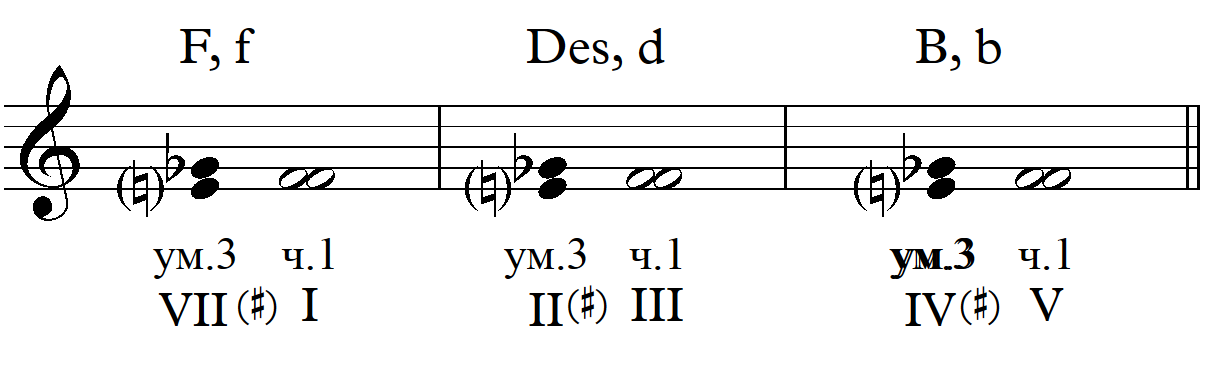 F, f Des, d B, b
ум.3 ч.1 ум.3 ч.1 ум.3 ч.1
VII(♯) I II(♯) III IV(♯) V